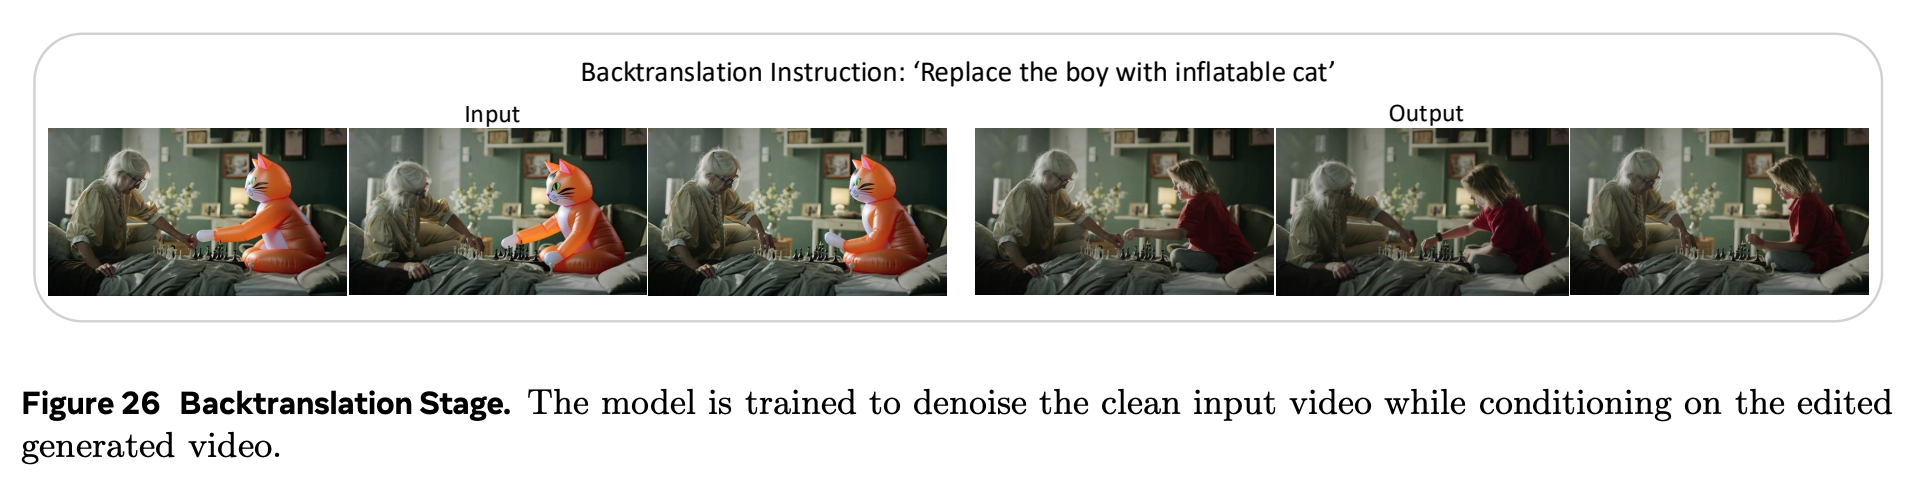 Backtranslation Instruction: ‘Replace the boy with inflatable cat’
Input
Output
Figure 26 Backtranslation Stage. The model is trained to denoise the clean input video while conditioning on the edited
generated video.